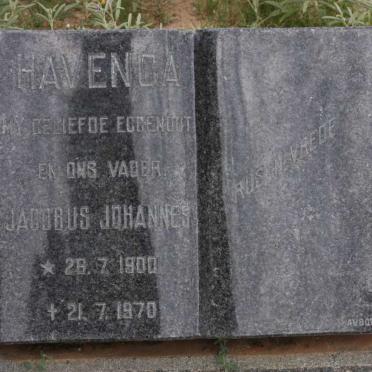 HAVENGA
MY GELIEFDE EGGENOOT
EN ONS VADER
JACOBUS JOHANNES
★ 28.7.1900
✝ 21.7.1970
RUS IN VREDE